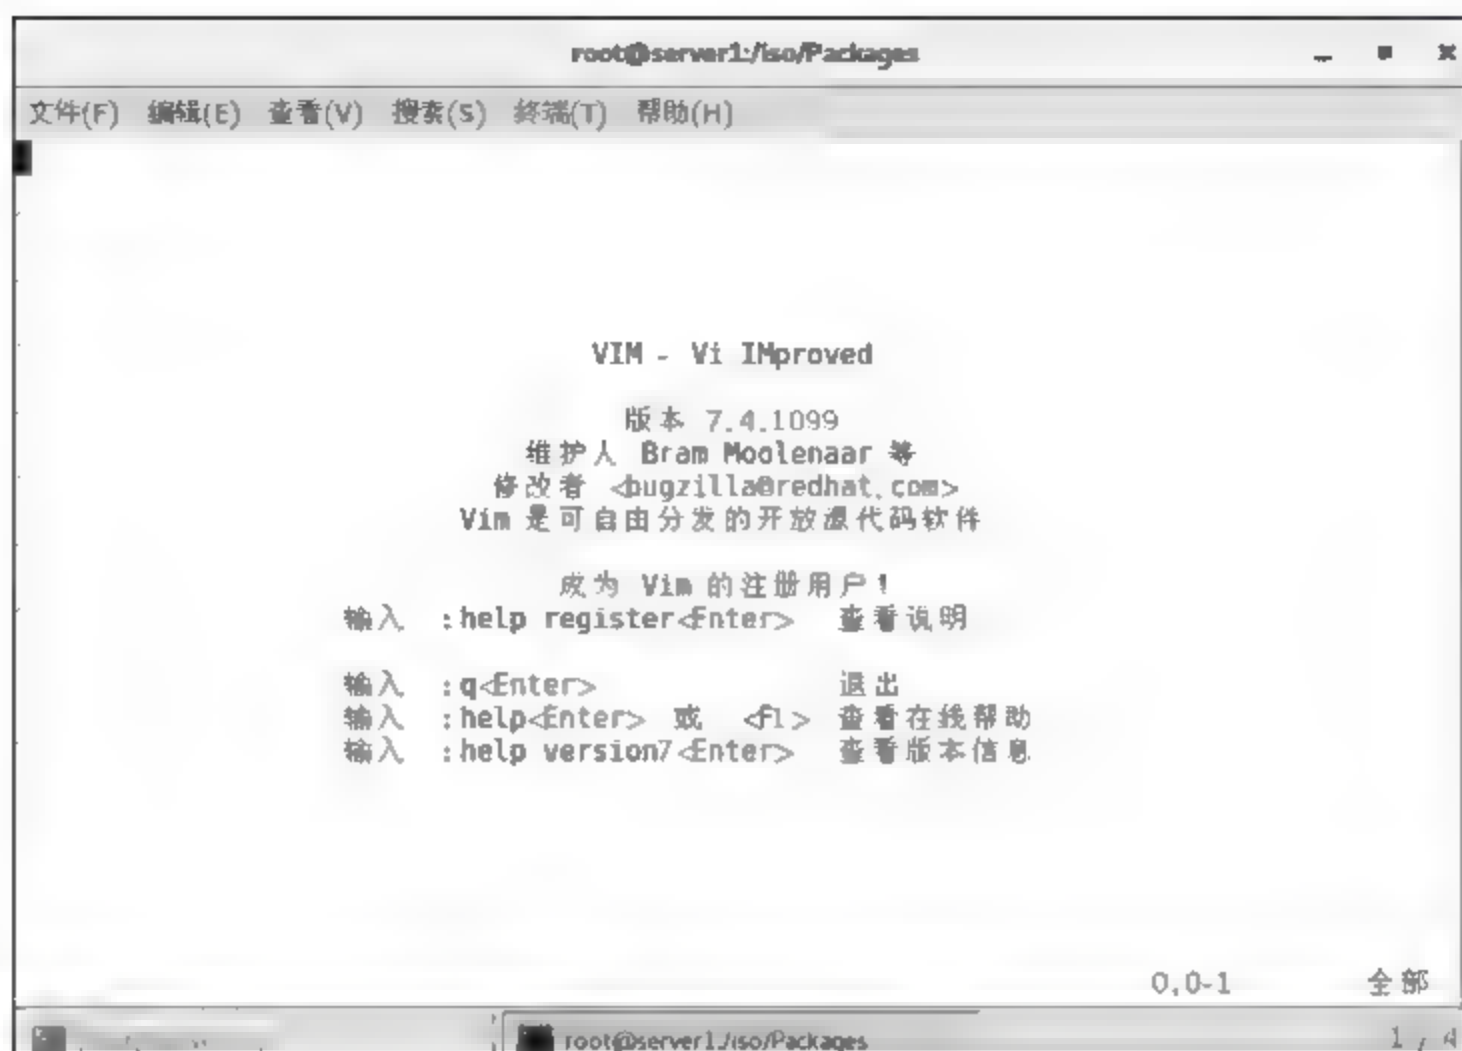 root@server1:/iso/Packages
文件(F) 编辑(E) 查看(V) 搜索(S) 终端(T) 帮助(H)
VIM - Vi IMproved
版本 7.4.1099
维护人 Bram Moolenaar 等
修改者 <bugzilla@redhat.com>
Vim 是可自由分发的开放源代码软件
成为 Vim 的注册用户!
输入 :help register<Enter> 查看说明
输入 :q<Enter> 退出
输入 :help<Enter> 或 <F1> 查看在线帮助
输入 :help version7<Enter> 查看版本信息
0,0-1 全部
root@server1:/iso/Packages 1 / 4